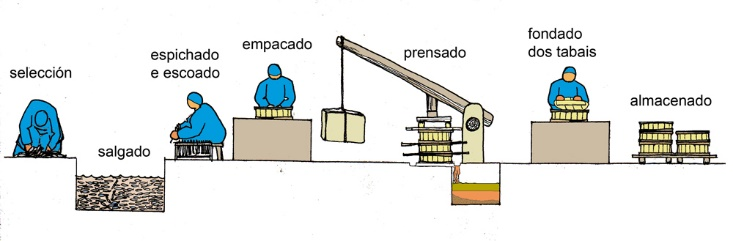 selección
salgado
espichado
e escoado
empacado
prensado
fondado
dos tabais
almacenado